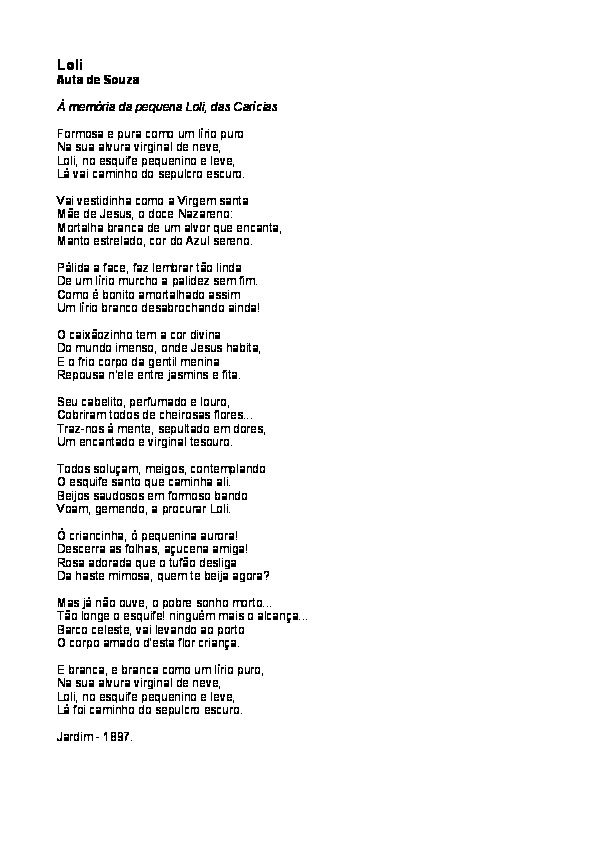 Loli
Auta de Souza
À memória da pequena Loli, das Carícias
Formosa e pura como um lírio puro
Na sua alvura virginal de neve,
Loli, no esquife pequenino e leve,
Lá vai caminho do sepulcro escuro.
Vai vestidinha como a Virgem santa
Mãe de Jesus, o doce Nazareno:
Mortalha branca de um alvor que encanta,
Manto estrelado, cor do Azul sereno.
Pálida a face, faz lembrar tão linda
De um lírio murcho a palidez sem fim.
Como é bonito amortalhado assim
Um lírio branco desabrochando ainda!
O caixãozinho tem a cor divina
Do mundo imenso, onde Jesus habita,
E o frio corpo da gentil menina
Repousa n'ele entre jasmins e fita.
Seu cabelito, perfumado e louro,
Cobriram todos de cheirosas flores...
Traz-nos à mente, sepultado em dores,
Um encantado e virginal tesouro.
Todos soluçam, meigos, contemplando
O esquife santo que caminha ali.
Beijos saudosos em formoso bando
Voam, gemendo, a procurar Loli.
Ó criancinha, ó pequenina aurora!
Descerra as folhas, açucena amiga!
Rosa adorada que o tufão desliga
Da haste mimosa, quem te beija agora?
Mas já não ouve, o pobre sonho morto...
Tão longe o esquife! ninguém mais o alcança...
Barco celeste, vai levando ao porto
O corpo amado d'esta flor criança.
E branca, e branca como um lírio puro,
Na sua alvura virginal de neve,
Loli, no esquife pequenino e leve,
Lá foi caminho do sepulcro escuro.
Jardim - 1897.